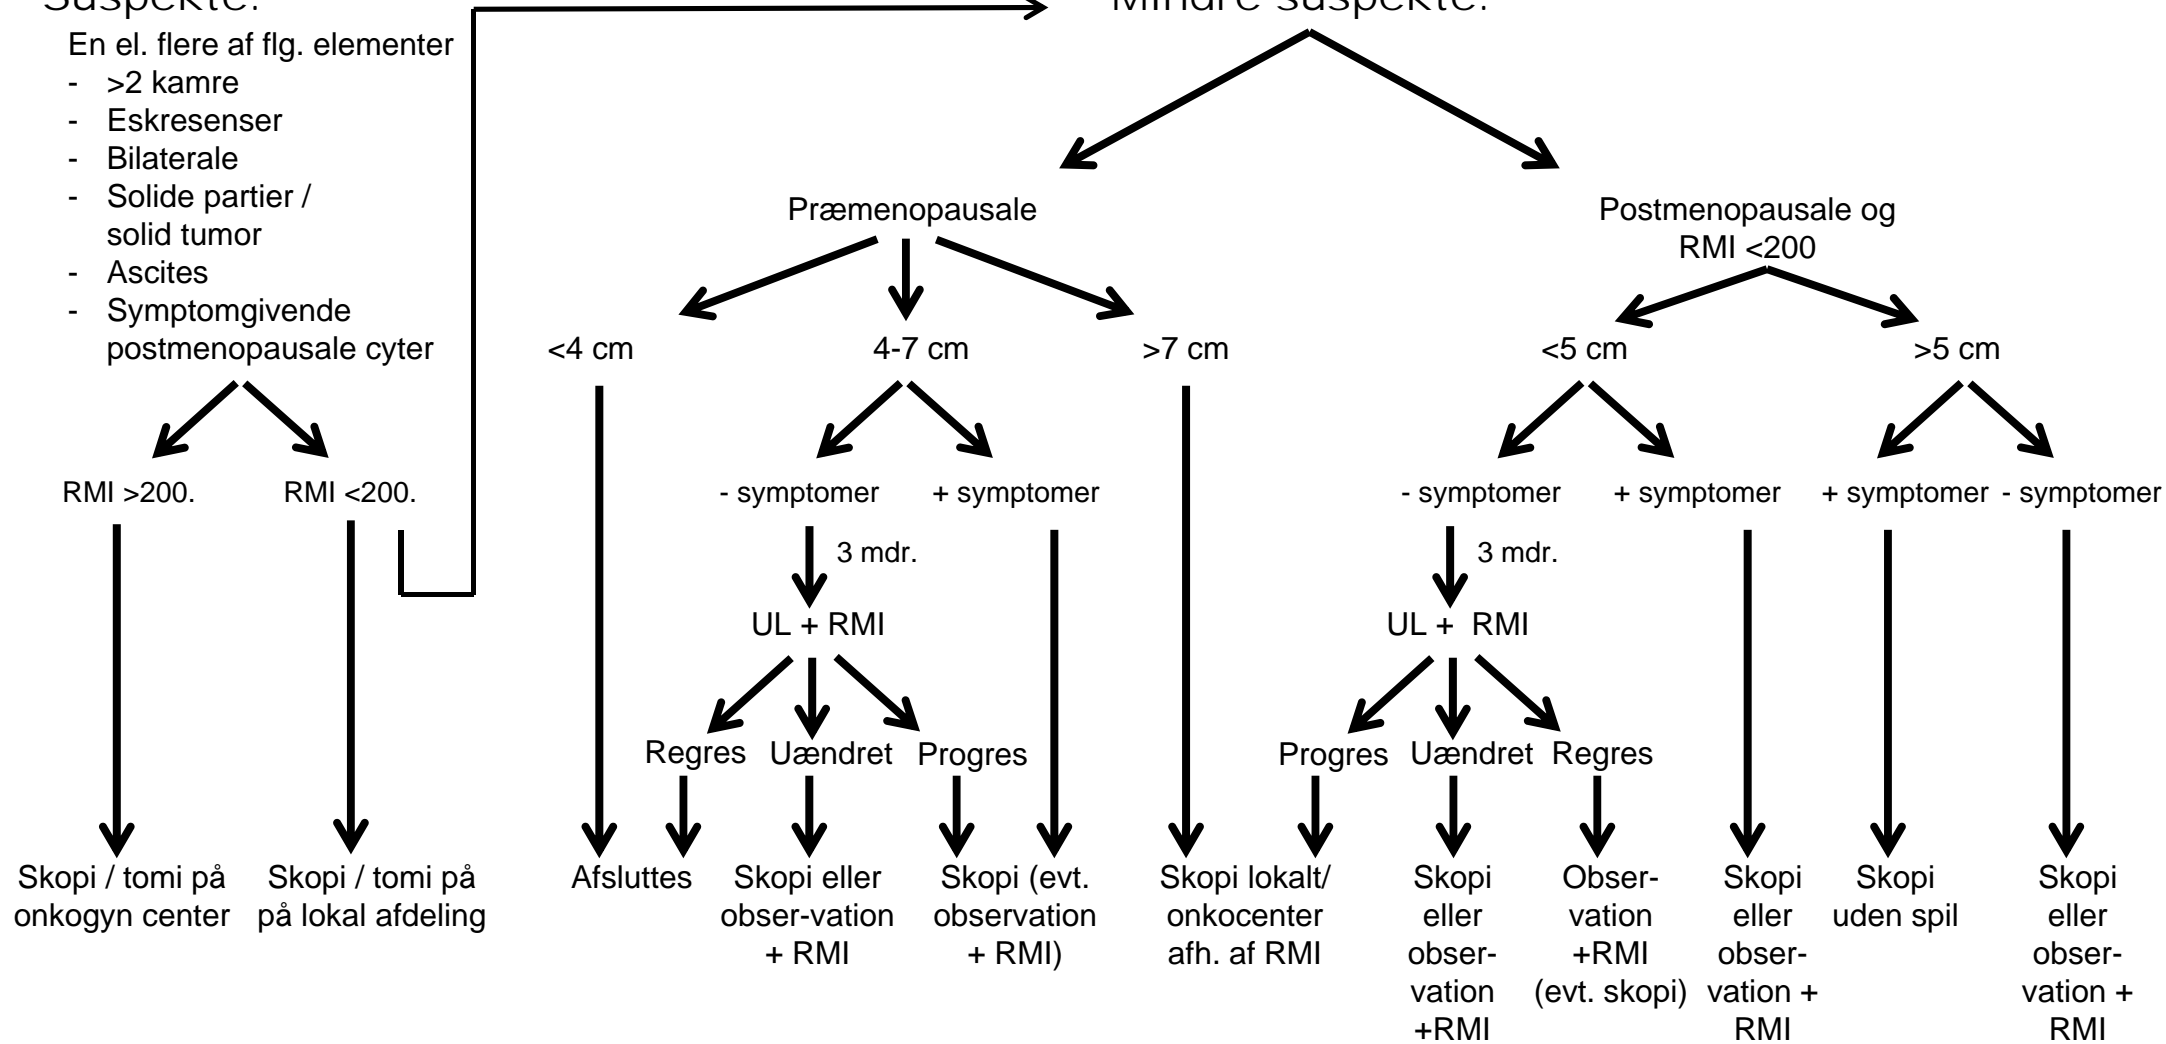 Suspekte:
Mindre suspekte:
En el. flere af flg. elementer
- >2 kamre
- Eskresenser
- Bilaterale
- Solide partier /
solid tumor
- Ascites
- Symptomgivende
postmenopausale cyter
RMI >200.
RMI <200.
Skopi / tomi på
onkogyn center
Skopi / tomi på
på lokal afdeling
Præmenopausale
<4 cm
4-7 cm
>7 cm
- symptomer
+ symptomer
3 mdr.
UL + RMI
Regres
Uændret
Progres
Afsluttes
Skopi eller
obser-vation
+ RMI
Skopi (evt.
observation
+ RMI)
Skopi lokalt/
onkocenter
afh. af RMI
Postmenopausale og
RMI <200
<5 cm
>5 cm
- symptomer
+ symptomer
+ symptomer
- symptomer
3 mdr.
UL + RMI
Progres
Uændret
Regres
Skopi
eller
obser-
vation
+RMI
Obser-
vation
+RMI
(evt. skopi)
Skopi
eller
obser-
vation +
RMI
Skopi
uden spil
Skopi
eller
obser-
vation +
RMI